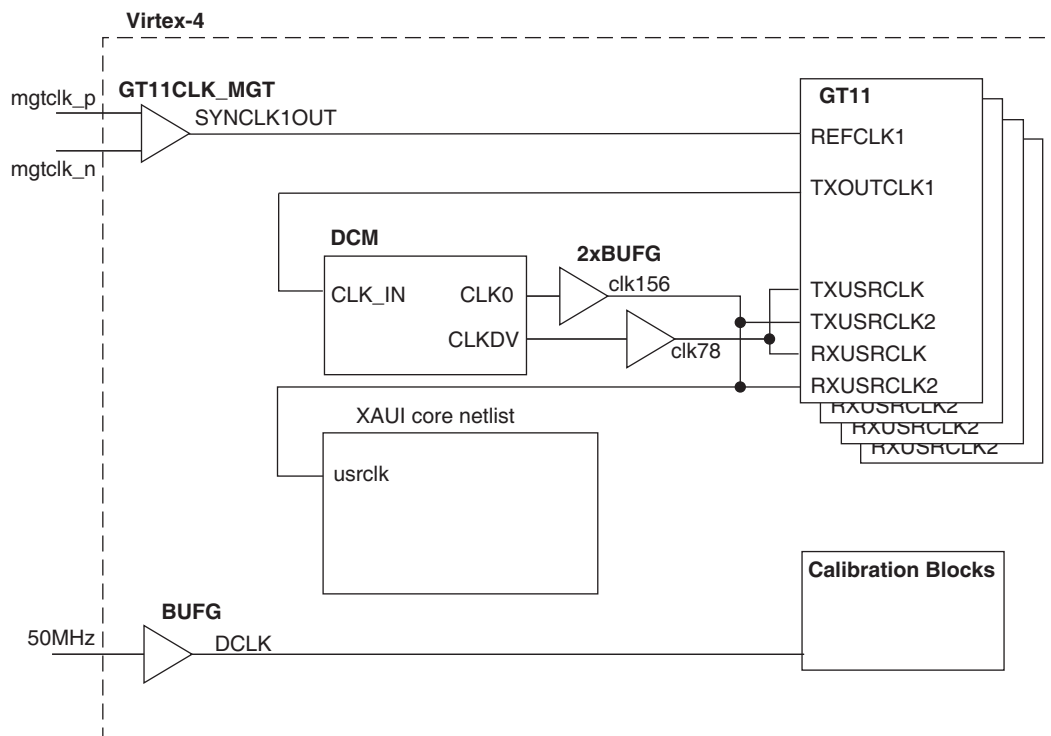 Virtex-4
GT11CLK_MGT
mgtclk_p
SYNCLK1OUT
mgtclk_n
GT11
REFCLK1
TXOUTCLK1
DCM
2xBUFG
CLK_IN
CLK0
clk156
CLKDV
clk78
TXUSRCLK
TXUSRCLK2
RXUSRCLK
RXUSRCLK2
RXUSRCLK2
RXUSRCLK2
RXUSRCLK2
XAUI core netlist
usrclk
Calibration Blocks
BUFG
50MHz
DCLK